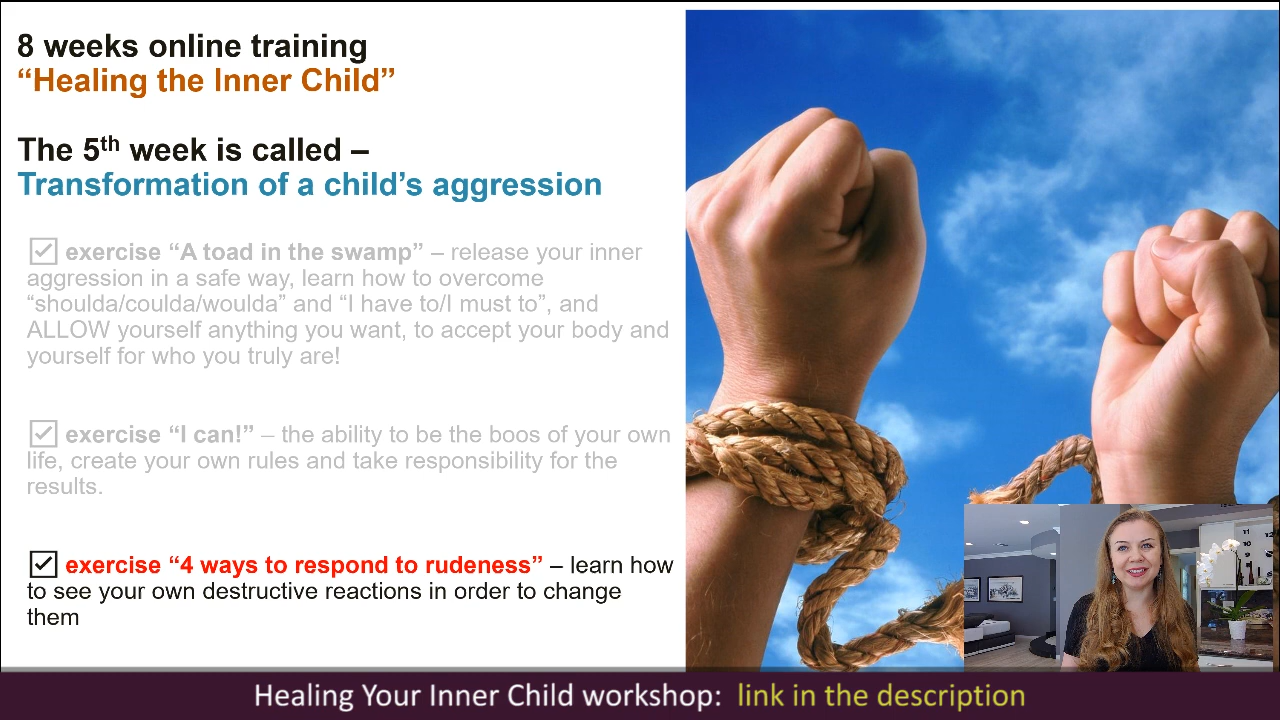 8 weeks online training
“Healing the Inner Child”
The 5th week is called –
Transformation of a child’s aggression
exercise “A toad in the swamp” – release your inner
aggression in a safe way, learn how to overcome
“shoulda/coulda/woulda” and “I have to/I must to”, and
ALLOW yourself anything you want, to accept your body and
yourself for who you truly are!
exercise “I can!” – the ability to be the boos of your own
life, create your own rules and take responsibility for the
results.
exercise “4 ways to respond to rudeness” – learn how
to see your own destructive reactions in order to change
them
Healing Your Inner Child workshop: link in the description